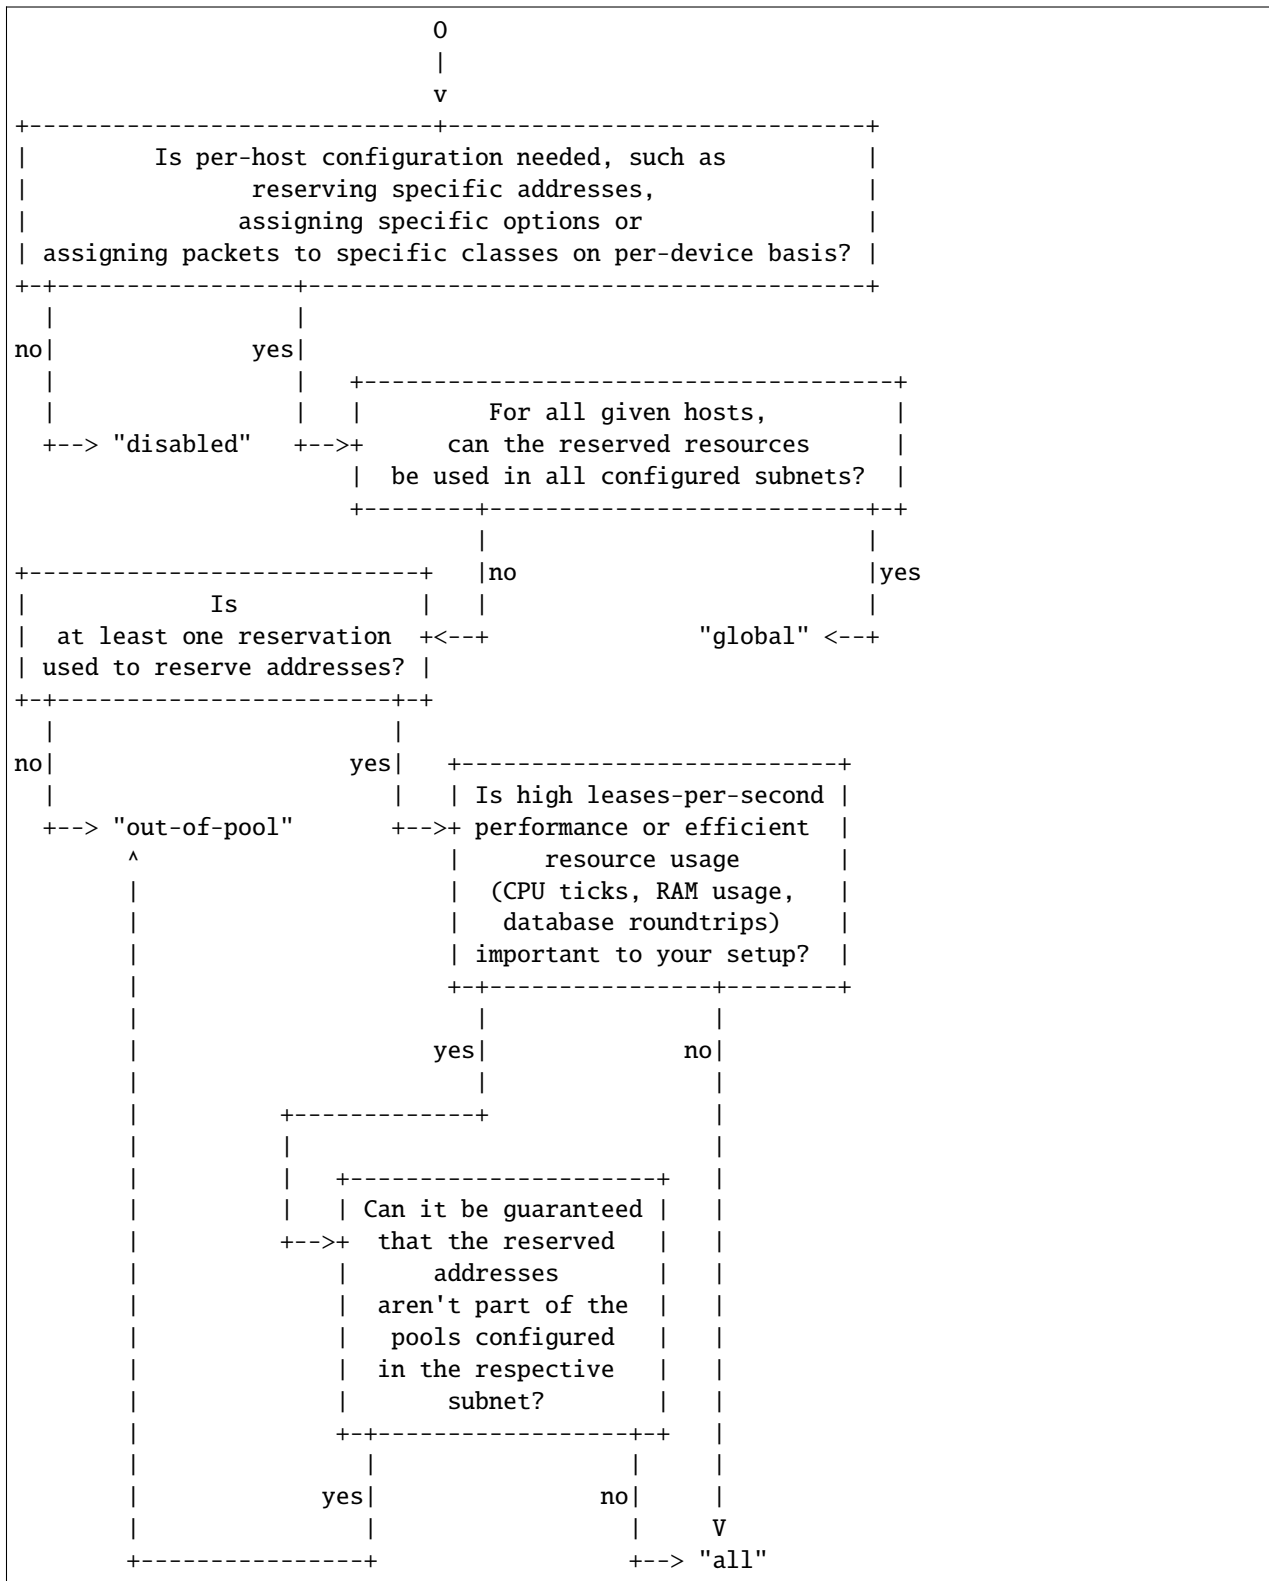 O
                              |
                              v
+-----------------------------+------------------------------+
|         Is per-host configuration needed, such as          |
|                reserving specific addresses,               |
|               assigning specific options or                |
| assigning packets to specific classes on per-device basis? |
+-+-----------------+----------------------------------------+
  |                 |
no|              yes|
  |                 |   +--------------------------------------+
  |                 |   |         For all given hosts,         |
  +--> "disabled"   +-->+      can the reserved resources      |
                        |  be used in all configured subnets?  |
                        +--------+---------------------------+-+
                                 |                           |
+----------------------------+   |no                         |yes
|             Is             |   |                           |
|  at least one reservation  +<--+               "global" <--+
| used to reserve addresses? |
+-+------------------------+-+
  |                        |
no|                     yes|   +---------------------------+
  |                        |   | Is high leases-per-second |
  +--> "out-of-pool"       +-->+ performance or efficient  |
        ^                      |      resource usage       |
        |                      |  (CPU ticks, RAM usage,   |
        |                      |   database roundtrips)    |
        |                      | important to your setup?  |
        |                      +-+----------------+--------+
        |                        |                |
        |                     yes|              no|
        |                        |                |
        |          +-------------+                |
        |          |                              |
        |          |   +----------------------+   |
        |          |   | Can it be guaranteed |   |
        |          +-->+  that the reserved   |   |
        |              |      addresses       |   |
        |              |  aren't part of the  |   |
        |              |   pools configured   |   |
        |              |  in the respective   |   |
        |              |       subnet?        |   |
        |              +-+------------------+-+   |
        |                |                  |     |
        |             yes|                no|     |
        |                |                  |     V
        +----------------+                  +--> "all"